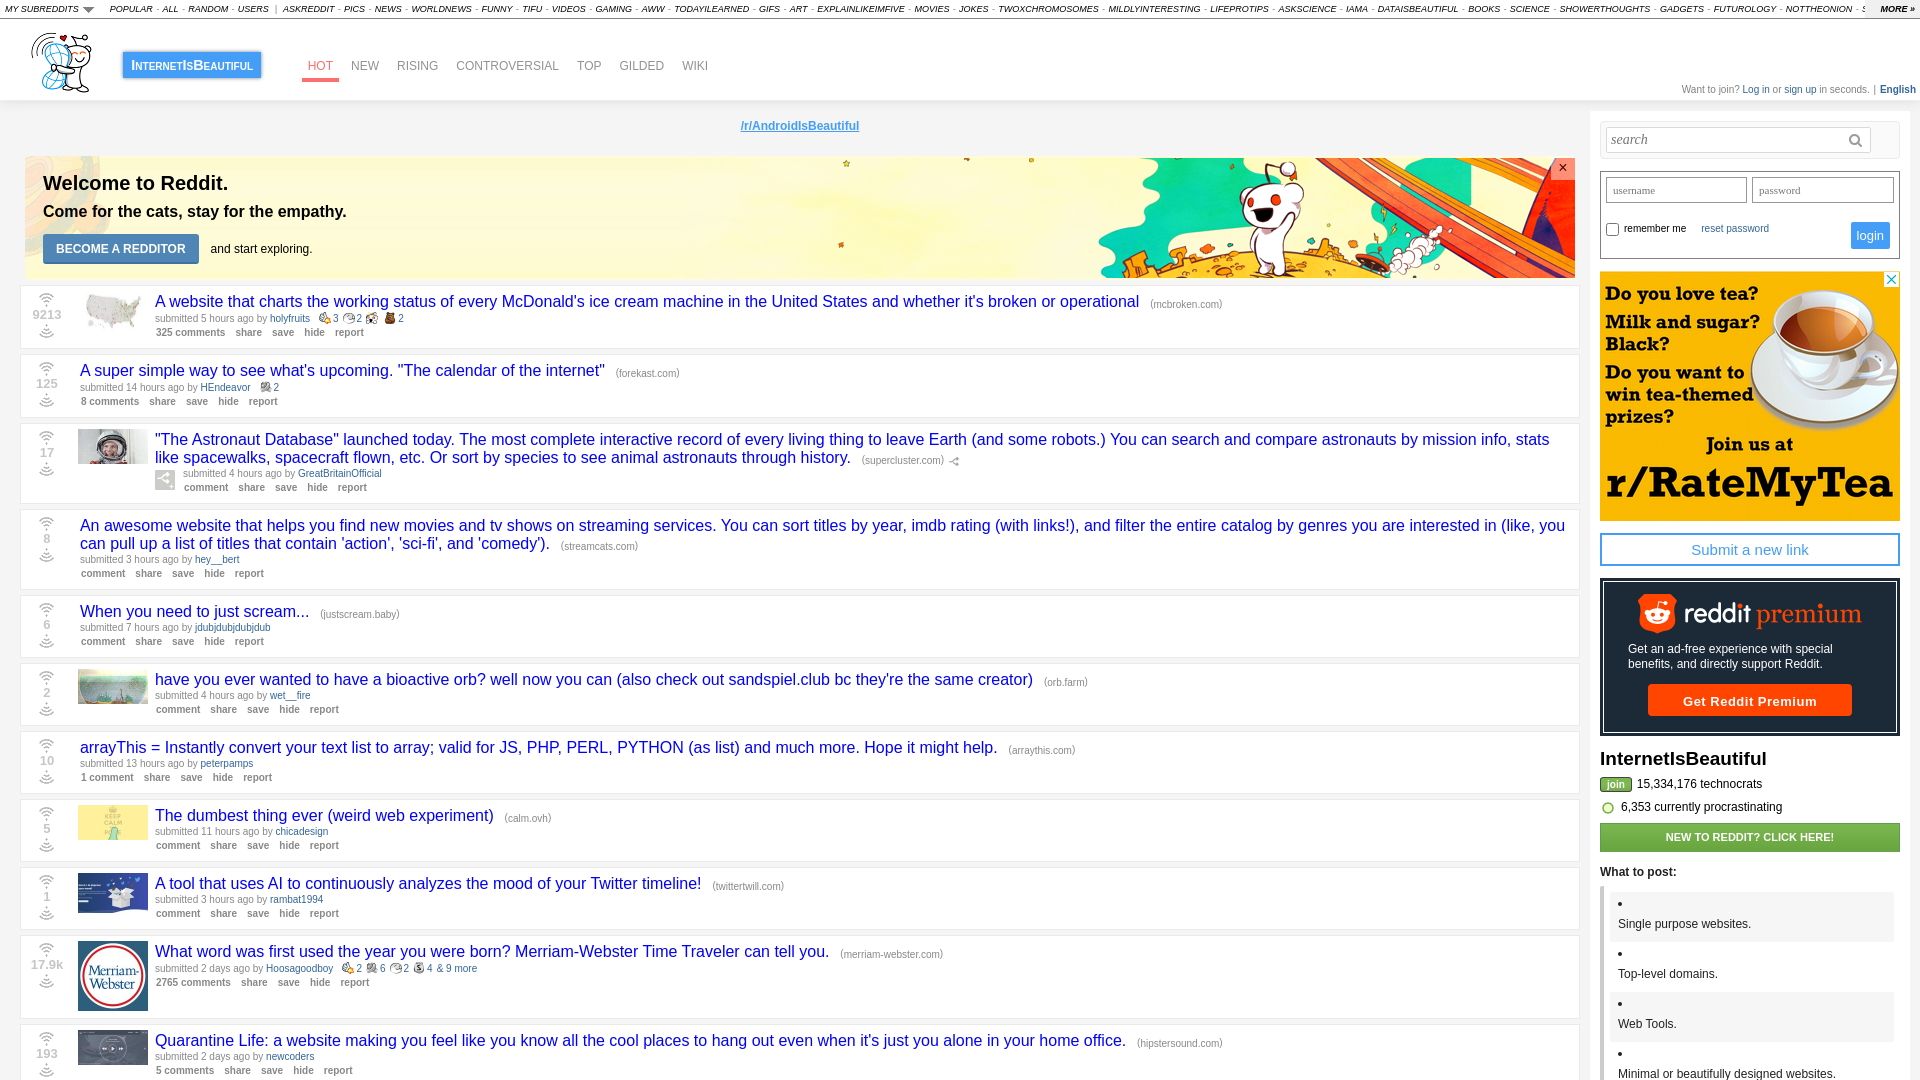 MY SUBREDDITS POPULAR - ALL - RANDOM - USERS | ASKREDDIT - PICS - NEWS - WORLDNEWS - FUNNY - TIFU - VIDEOS - GAMING - AWW - TODAYILEARNED - GIFS - ART - EXPLAINLIKEIMFIVE - MOVIES - JOKES - TWOXCHROMOSOMES - MILDLYINTERESTING - LIFEPROTIPS - ASKSCIENCE - IAMA - DATAISBEAUTIFUL - BOOKS - SCIENCE - SHOWERTHOUGHTS - GADGETS - FUTUROLOGY - NOTTHEONION - MORE »
InternetIsBeautiful HOT NEW RISING CONTROVERSIAL TOP GILDED WIKI
Want to join? Log in or sign up in seconds. | English
/r/AndroidIsBeautiful
Welcome to Reddit.
Come for the cats, stay for the empathy.
BECOME A REDDITOR and start exploring.
×
9213
A website that charts the working status of every McDonald's ice cream machine in the United States and whether it's broken or operational (mcbroken.com)
submitted 5 hours ago by holyfruits 3 2 2
325 comments share save hide report
125
A super simple way to see what's upcoming. "The calendar of the internet" (forekast.com)
submitted 14 hours ago by HEndeavor 2
8 comments share save hide report
17
"The Astronaut Database" launched today. The most complete interactive record of every living thing to leave Earth (and some robots.) You can search and compare astronauts by mission info, stats
like spacewalks, spacecraft flown, etc. Or sort by species to see animal astronauts through history. (supercluster.com)
submitted 4 hours ago by GreatBritainOfficial
comment share save hide report
8
An awesome website that helps you find new movies and tv shows on streaming services. You can sort titles by year, imdb rating (with links!), and filter the entire catalog by genres you are interested in (like, you
can pull up a list of titles that contain 'action', 'sci-fi', and 'comedy'). (streamcats.com)
submitted 3 hours ago by hey__bert
comment share save hide report
6
When you need to just scream... (justscream.baby)
submitted 7 hours ago by jdubjdubjdubjdub
comment share save hide report
2
have you ever wanted to have a bioactive orb? well now you can (also check out sandspiel.club bc they're the same creator) (orb.farm)
submitted 4 hours ago by wet__fire
comment share save hide report
10
arrayThis = Instantly convert your text list to array; valid for JS, PHP, PERL, PYTHON (as list) and much more. Hope it might help. (arraythis.com)
submitted 13 hours ago by peterpamps
1 comment share save hide report
5
KEEP
CALM
The dumbest thing ever (weird web experiment) (calm.ovh)
submitted 11 hours ago by chicadesign
comment share save hide report
1
A tool that uses AI to continuously analyzes the mood of your Twitter timeline! (twittertwill.com)
submitted 3 hours ago by rambat1994
comment share save hide report
17.9k
Merriam-
Webster
What word was first used the year you were born? Merriam-Webster Time Traveler can tell you. (merriam-webster.com)
submitted 2 days ago by Hoosagoodboy 2 6 2 4 & 9 more
2765 comments share save hide report
193
Quarantine Life: a website making you feel like you know all the cool places to hang out even when it's just you alone in your home office. (hipstersound.com)
submitted 2 days ago by newcoders
5 comments share save hide report
search
username password
remember me reset password login
Do you love tea?
Milk and sugar?
Black?
Do you want to
win tea-themed
prizes?
Join us at
r/RateMyTea
Submit a new link
reddit premium
Get an ad-free experience with special
benefits, and directly support Reddit.
Get Reddit Premium
InternetIsBeautiful
join 15,334,176 technocrats
6,353 currently procrastinating
NEW TO REDDIT? CLICK HERE!
What to post:
•
Single purpose websites.
•
Top-level domains.
•
Web Tools.
•
Minimal or beautifully designed websites.